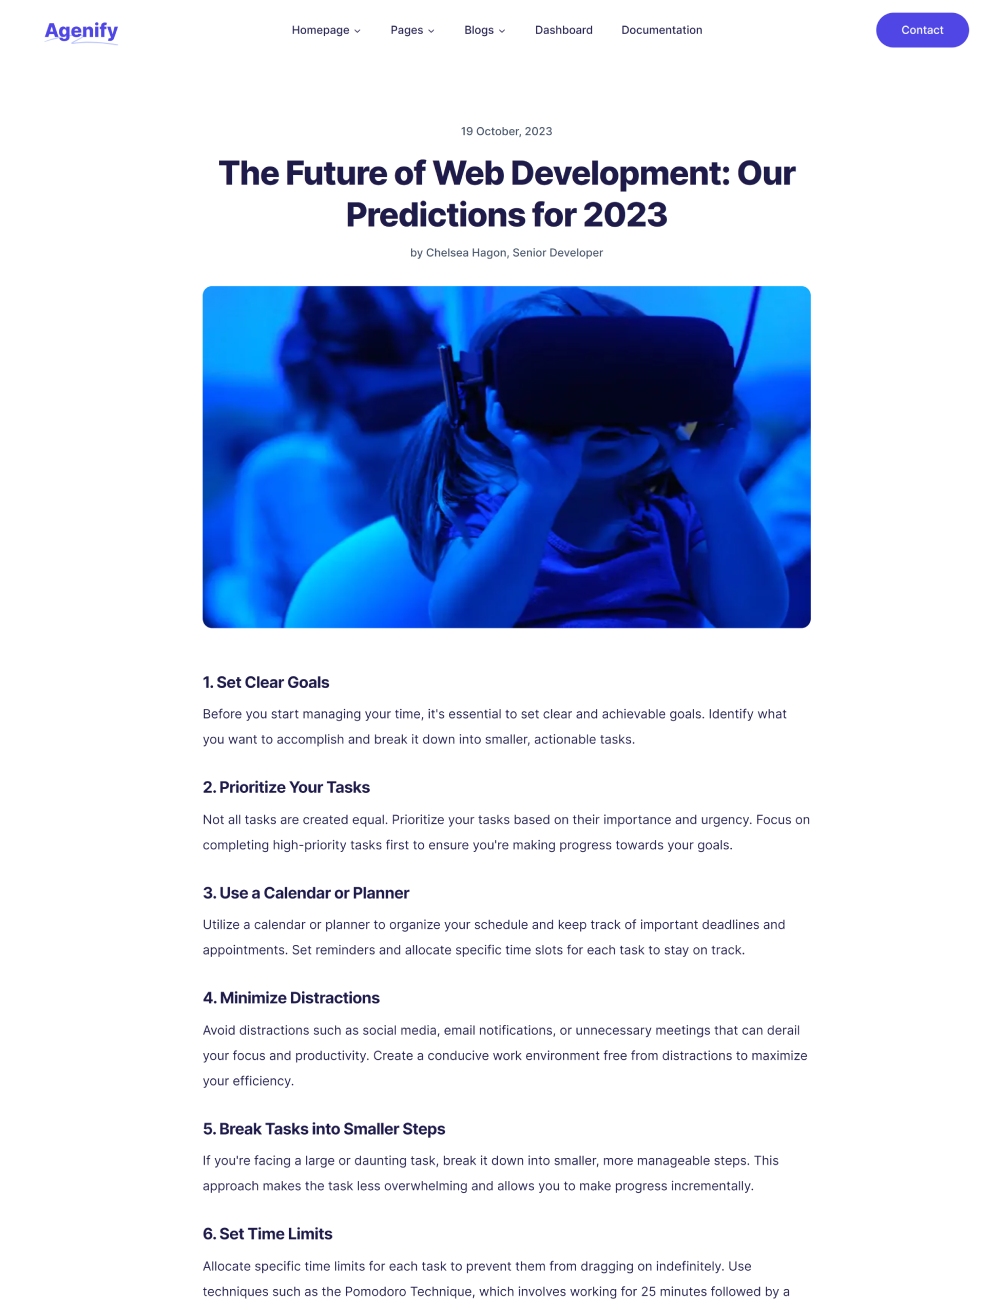 Agenify
Homepage
Pages
Blogs
Dashboard
Documentation
Contact
19 October, 2023
The Future of Web Development: Our
Predictions for 2023
by Chelsea Hagon, Senior Developer
1. Set Clear Goals
Before you start managing your time, it's essential to set clear and achievable goals. Identify what
you want to accomplish and break it down into smaller, actionable tasks.
2. Prioritize Your Tasks
Not all tasks are created equal. Prioritize your tasks based on their importance and urgency. Focus on
completing high-priority tasks first to ensure you're making progress towards your goals.
3. Use a Calendar or Planner
Utilize a calendar or planner to organize your schedule and keep track of important deadlines and
appointments. Set reminders and allocate specific time slots for each task to stay on track.
4. Minimize Distractions
Avoid distractions such as social media, email notifications, or unnecessary meetings that can derail
your focus and productivity. Create a conducive work environment free from distractions to maximize
your efficiency.
5. Break Tasks into Smaller Steps
If you're facing a large or daunting task, break it down into smaller, more manageable steps. This
approach makes the task less overwhelming and allows you to make progress incrementally.
6. Set Time Limits
Allocate specific time limits for each task to prevent them from dragging on indefinitely. Use
techniques such as the Pomodoro Technique, which involves working for 25 minutes followed by a